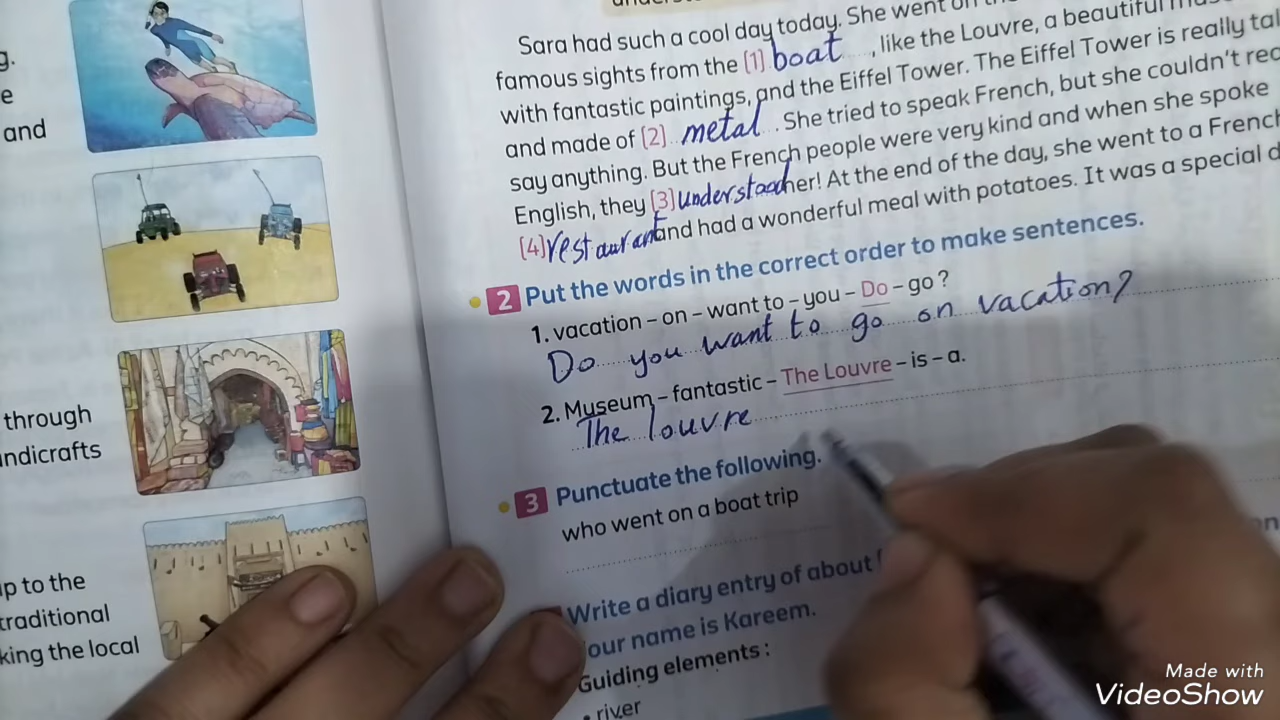 g.
e
and
through
ndicrafts
up to the
traditional
king the local
Sara had such a cool day today. She went on
famous sights from the [1] boat, like the Louvre, a beautiful
with fantastic paintings, and the Eiffel Tower. The Eiffel Tower is really tal
and made of [2] metal. She tried to speak French, but she couldn't rea
say anything. But the French people were very kind and when she spoke
English, they [3] understood her! At the end of the day, she went to a French
[4] restaurant and had a wonderful meal with potatoes. It was a special d
2 Put the words in the correct order to make sentences.
1. vacation – on – want to – you – Do – go ?
Do you want to go on vacation?
2. Museum – fantastic – The Louvre – is – a.
The louvre
3 Punctuate the following.
who went on a boat trip
Write a diary entry of about
our name is Kareem.
Guiding elements :
• river
Made with
VideoShow